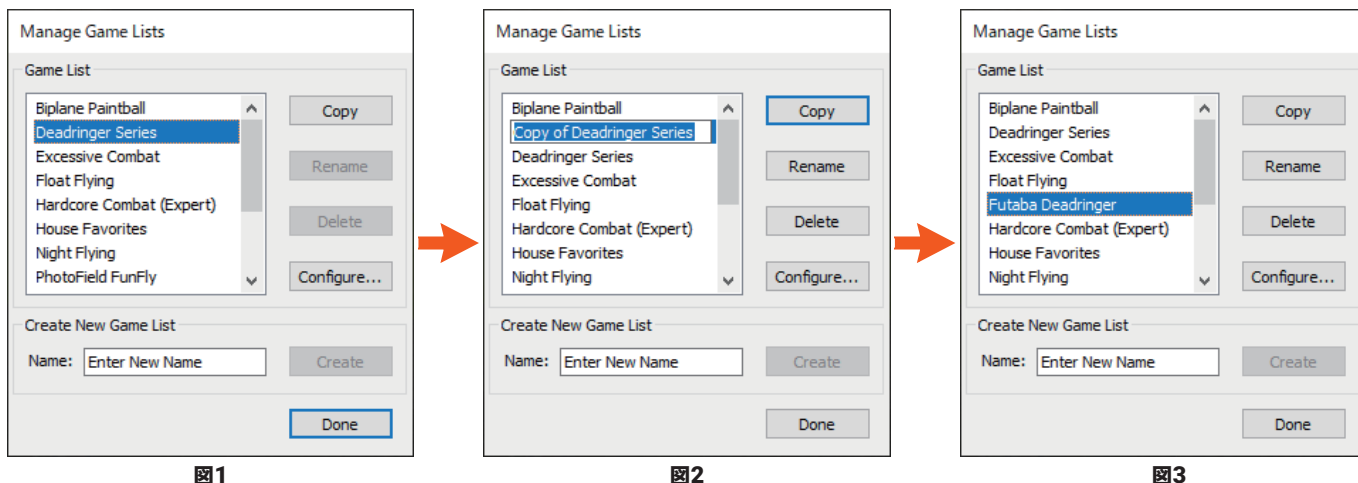 Manage Game Lists
Game List
Biplane Paintball
Deadringer Series
Excessive Combat
Float Flying
Hardcore Combat (Expert)
House Favorites
Night Flying
PhotoField FunFly
Copy
Rename
Delete
Configure...
Create New Game List
Name: Enter New Name Create
Done
図1
Manage Game Lists
Game List
Biplane Paintball
Copy of Deadringer Series
Deadringer Series
Excessive Combat
Float Flying
Hardcore Combat (Expert)
House Favorites
Night Flying
Copy
Rename
Delete
Configure...
Create New Game List
Name: Enter New Name Create
Done
図2
Manage Game Lists
Game List
Biplane Paintball
Deadringer Series
Excessive Combat
Float Flying
Futaba Deadringer
Hardcore Combat (Expert)
House Favorites
Night Flying
Copy
Rename
Delete
Configure...
Create New Game List
Name: Enter New Name Create
Done
図3